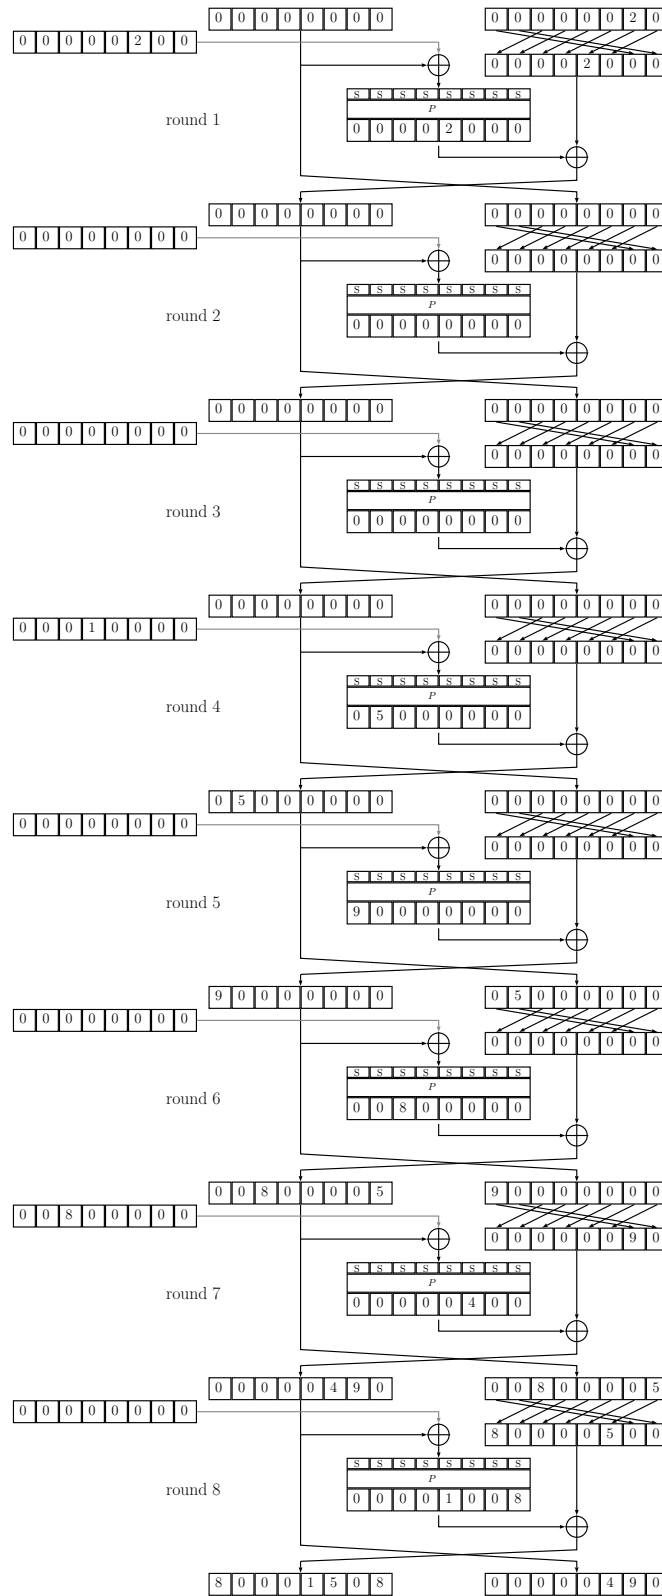 0 0 0 0 0 0 0 0 0 0 0 0 0 0 2 0
0 0 0 0 0 2 0 0 0 0 0 0 2 0 0 0
S S S S S S S S
P
round 1 0 0 0 0 2 0 0 0
0 0 0 0 0 0 0 0 0 0 0 0 0 0 0 0
0 0 0 0 0 0 0 0 0 0 0 0 0 0 0 0
S S S S S S S S
P
round 2 0 0 0 0 0 0 0 0
0 0 0 0 0 0 0 0 0 0 0 0 0 0 0 0
0 0 0 0 0 0 0 0 0 0 0 0 0 0 0 0
S S S S S S S S
P
round 3 0 0 0 0 0 0 0 0
0 0 0 0 0 0 0 0 0 0 0 0 0 0 0 0
0 0 0 1 0 0 0 0 0 0 0 0 0 0 0 0
S S S S S S S S
P
round 4 0 5 0 0 0 0 0 0
0 5 0 0 0 0 0 0 0 0 0 0 0 0 0 0
0 0 0 0 0 0 0 0 0 0 0 0 0 0 0 0
S S S S S S S S
P
round 5 9 0 0 0 0 0 0 0
9 0 0 0 0 0 0 0 0 5 0 0 0 0 0 0
0 0 0 0 0 0 0 0 0 0 0 0 0 0 0 0
S S S S S S S S
P
round 6 0 0 8 0 0 0 0 0
0 0 8 0 0 0 0 5 9 0 0 0 0 0 0 0
0 0 8 0 0 0 0 0 0 0 0 0 0 0 9 0
S S S S S S S S
P
round 7 0 0 0 0 0 4 0 0
0 0 0 0 0 4 9 0 0 0 8 0 0 0 0 5
0 0 0 0 0 0 0 0 8 0 0 0 0 5 0 0
S S S S S S S S
P
round 8 0 0 0 0 1 0 0 8
8 0 0 0 1 5 0 8 0 0 0 0 0 4 9 0